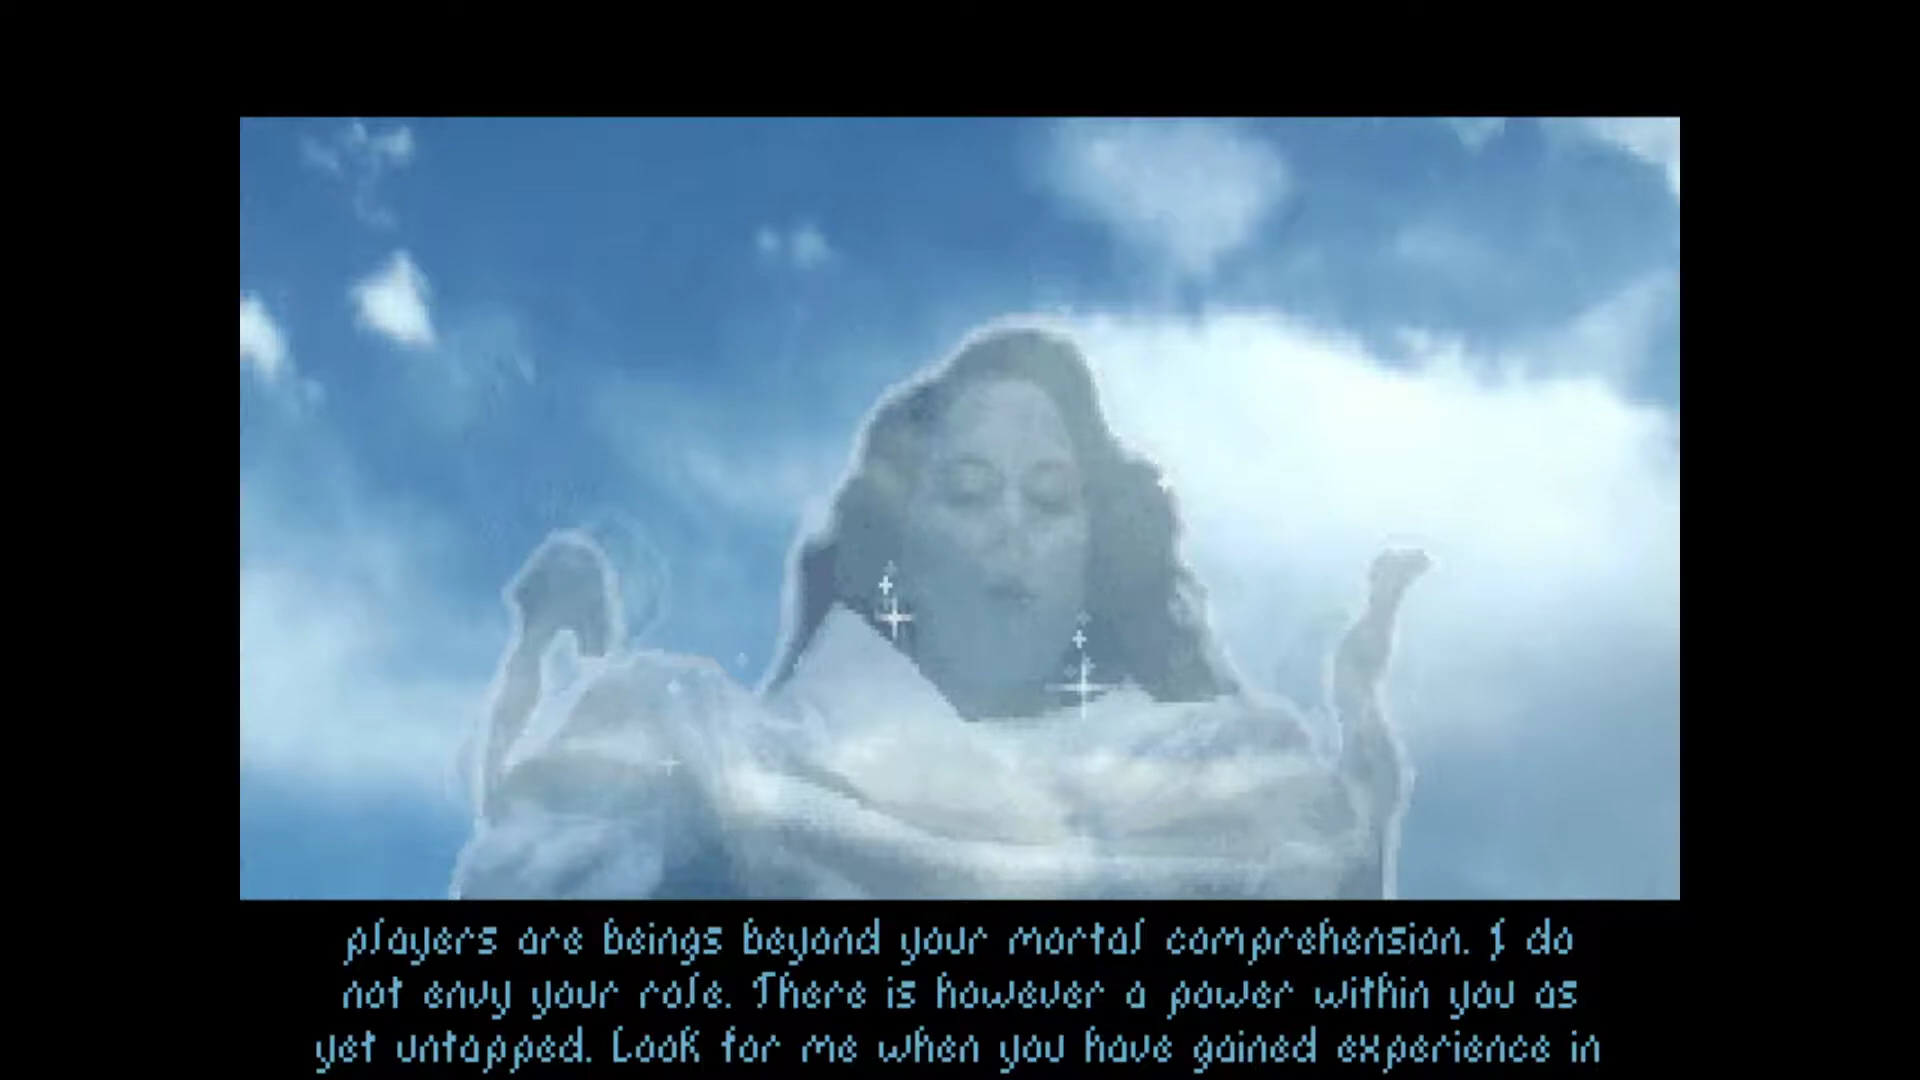 players are beings beyond your mortal comprehension. I do
not envy your role. There is however a power within you as
yet untapped. Look for me when you have gained experience in